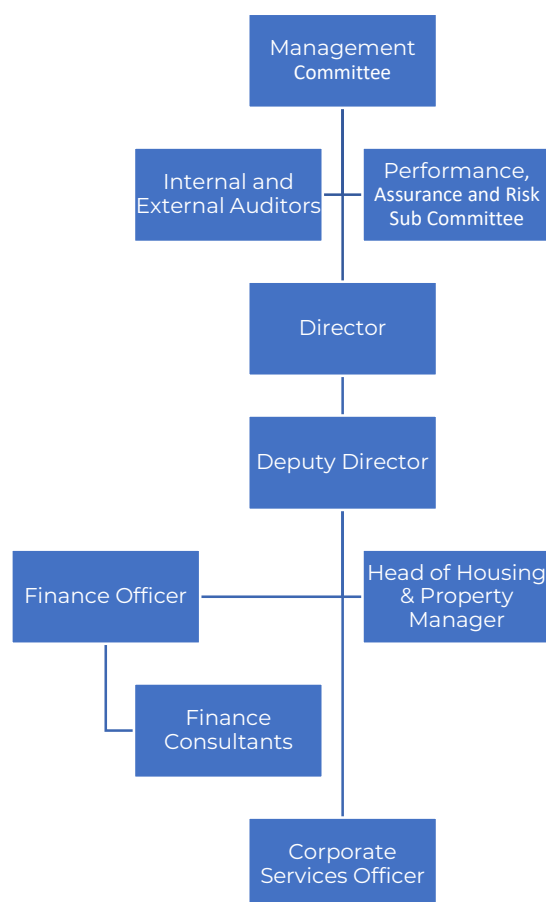 Management
Committee
Internal and
External Auditors
Performance,
Assurance and Risk
Sub Committee
Director
Deputy Director
Finance Officer
Head of Housing
& Property
Manager
Finance
Consultants
Corporate
Services Officer